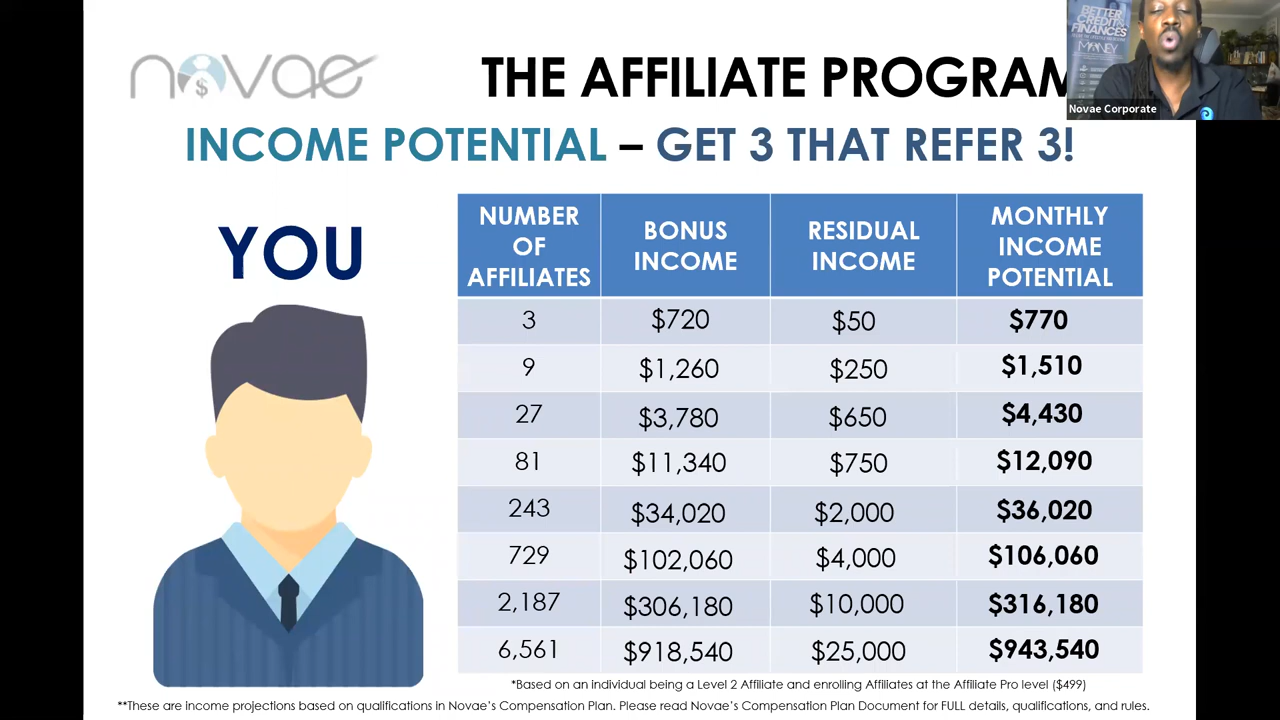 novae
$
THE AFFILIATE PROGRAM
BETTER
CREDIT &
FINANCES
MONEY
Novae Corporate
INCOME POTENTIAL – GET 3 THAT REFER 3!
YOU
NUMBER OF AFFILIATES BONUS INCOME RESIDUAL INCOME MONTHLY INCOME POTENTIAL
3 $720 $50 $770
9 $1,260 $250 $1,510
27 $3,780 $650 $4,430
81 $11,340 $750 $12,090
243 $34,020 $2,000 $36,020
729 $102,060 $4,000 $106,060
2,187 $306,180 $10,000 $316,180
6,561 $918,540 $25,000 $943,540
*Based on an individual being a Level 2 Affiliate and enrolling Affiliates at the Affiliate Pro level ($499)
**These are income projections based on qualifications in Novae's Compensation Plan. Please read Novae's Compensation Plan Document for FULL details, qualifications, and rules.